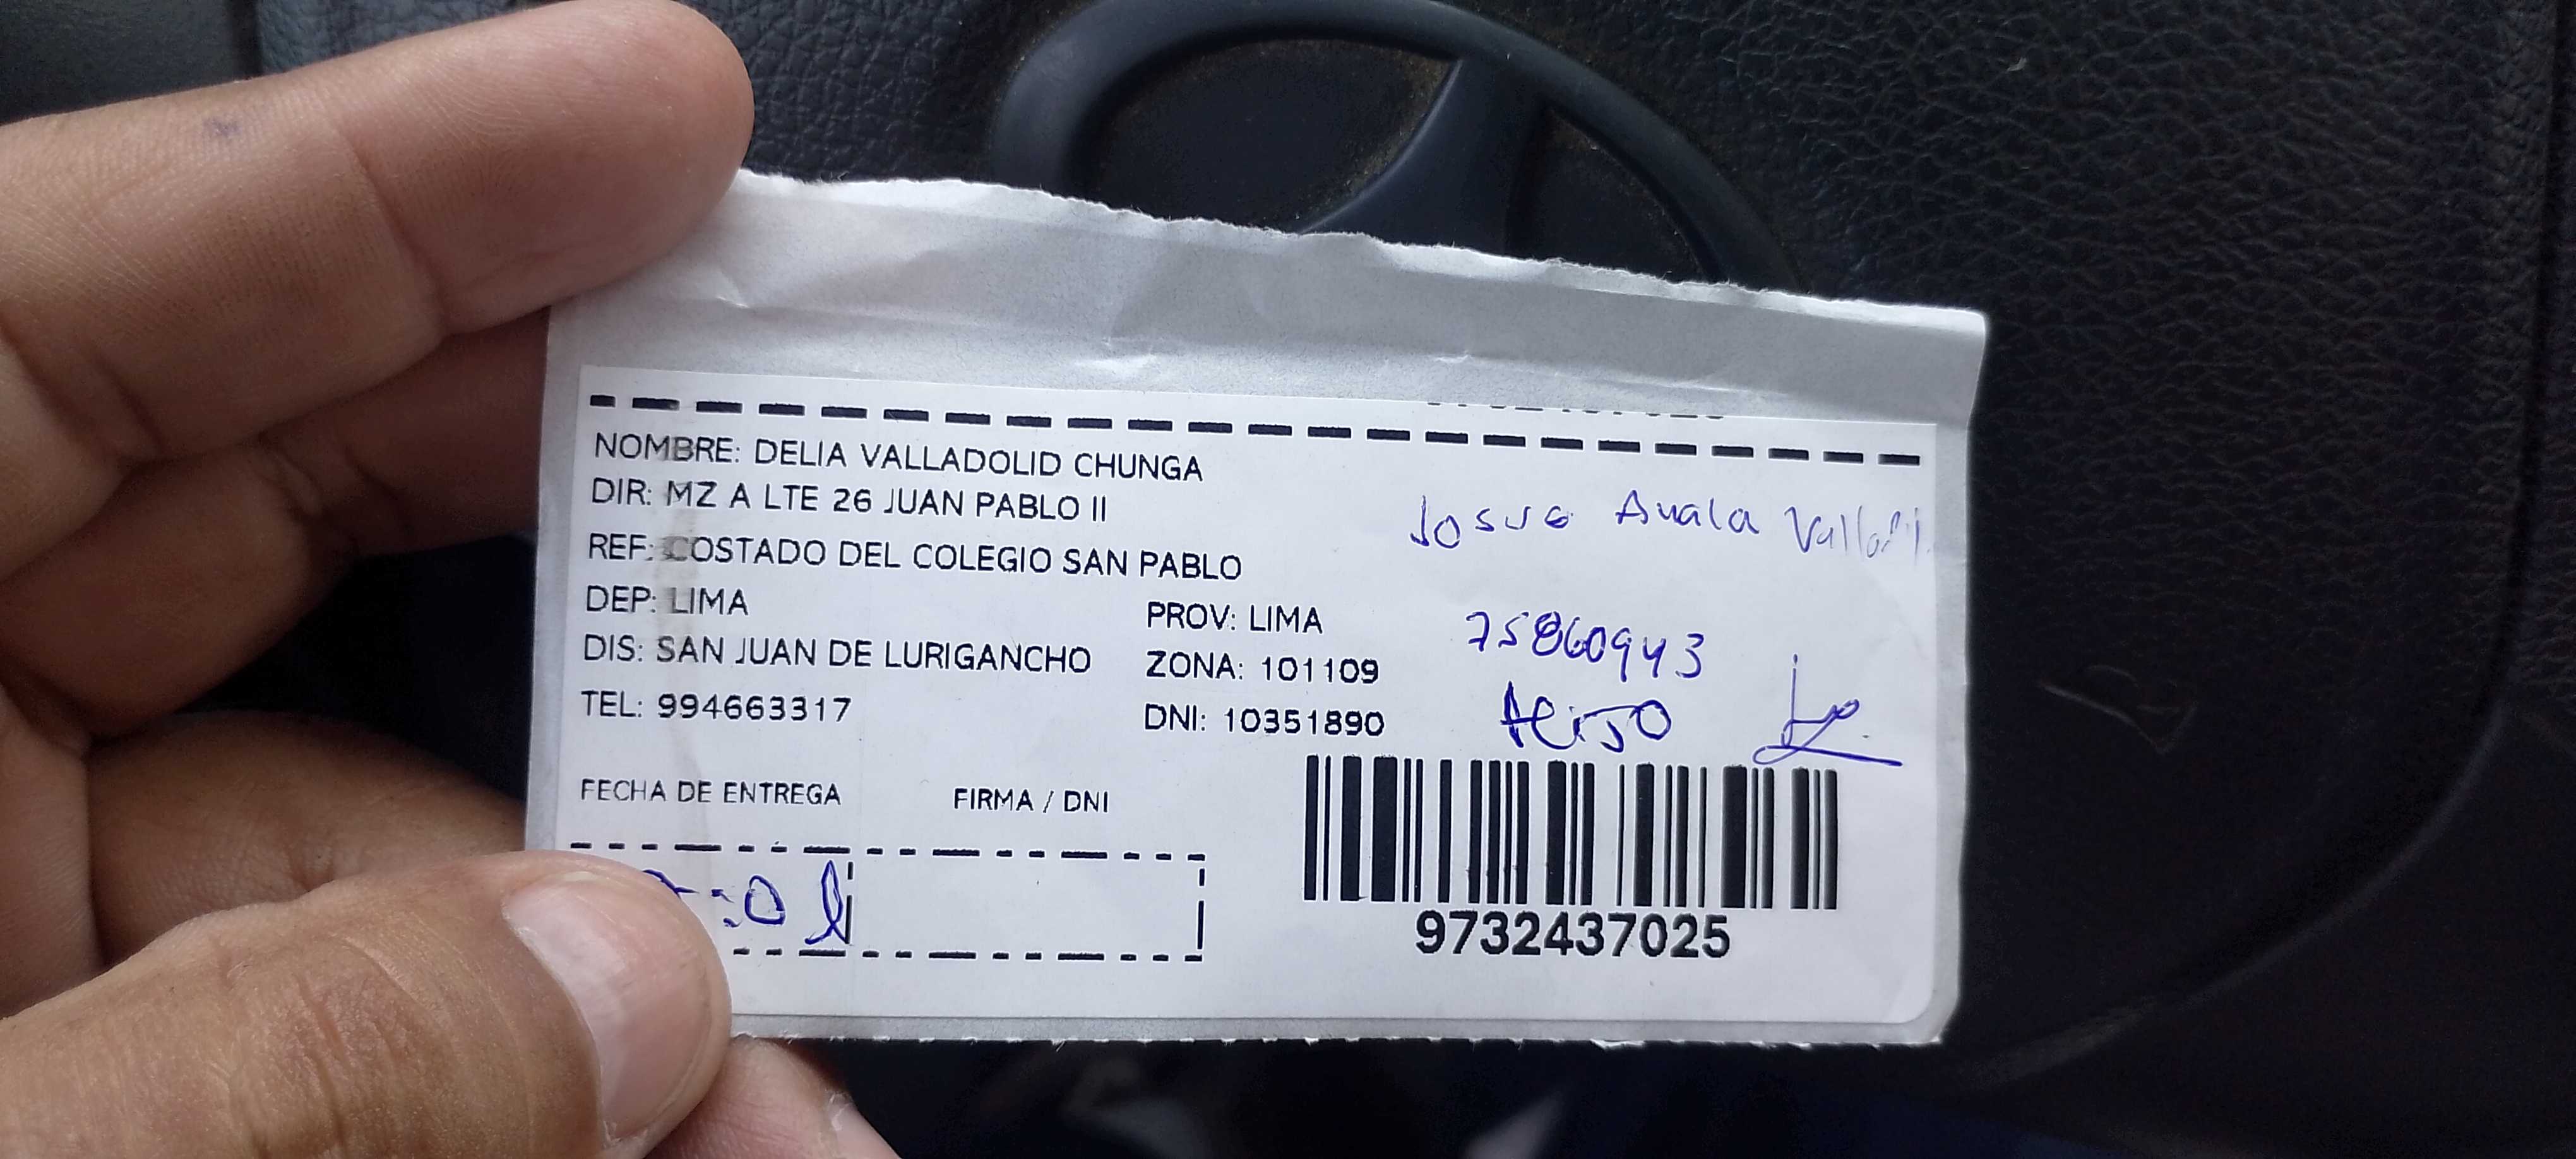 NOMBRE: DELIA VALLADOLID CHUNGA
DIR: MZ A LTE 26 JUAN PABLO II
REF: COSTADO DEL COLEGIO SAN PABLO
DEP: LIMA
PROV: LIMA
DIS: SAN JUAN DE LURIGANCHO
ZONA: 101109
TEL: 994663317
DNI: 10351890
Josue Auala
75860943
FECHA DE ENTREGA
FIRMA / DNI
9732437025